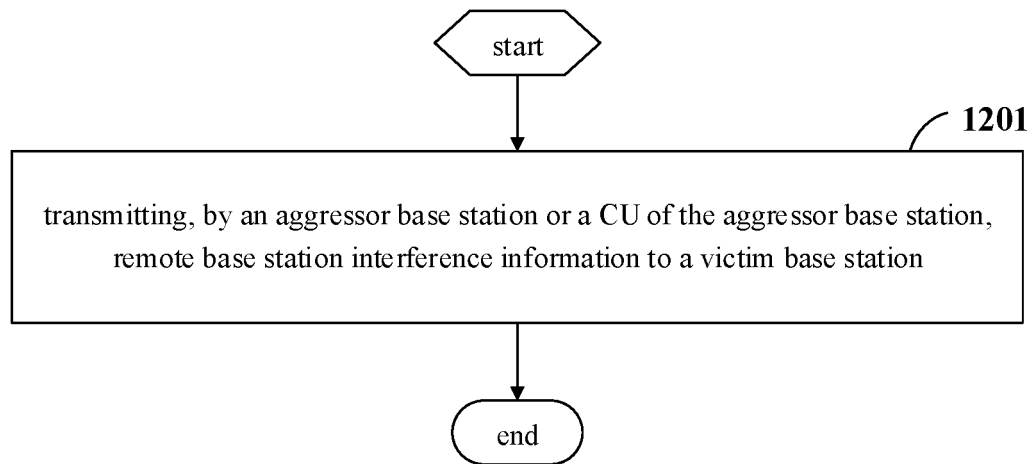 start
1201
transmitting, by an aggressor base station or a CU of the aggressor base station,
remote base station interference information to a victim base station
end